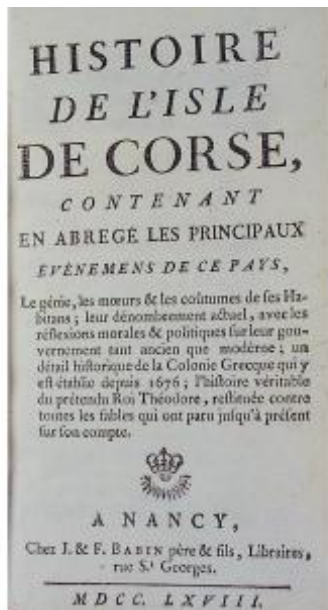 HISTOIRE
DE L'ISLE
DE CORSE,
CONTENANT
EN ABREGÉ LES PRINCIPAUX
ÉVÈNEMENS DE CE PAYS,
Le génie, les mœurs & les coûtumes de ses Ha-
bitans ; leur dénombrement actuel, avec les
réflexions morales & politiques sur leur gou-
vernement tant ancien que moderne ; un
détail historique de la Colonie Grecque qui y
est établie depuis 1676 ; l'histoire véritable
du prétendu Roi Théodore, restituée contre
toutes les fables qui ont paru jusqu'à présent
sur son compte.
A NANCY,
Chez J. & F. BABIN père & fils, Libraires,
rue S.t Georges.
MDCC. LXVIII.